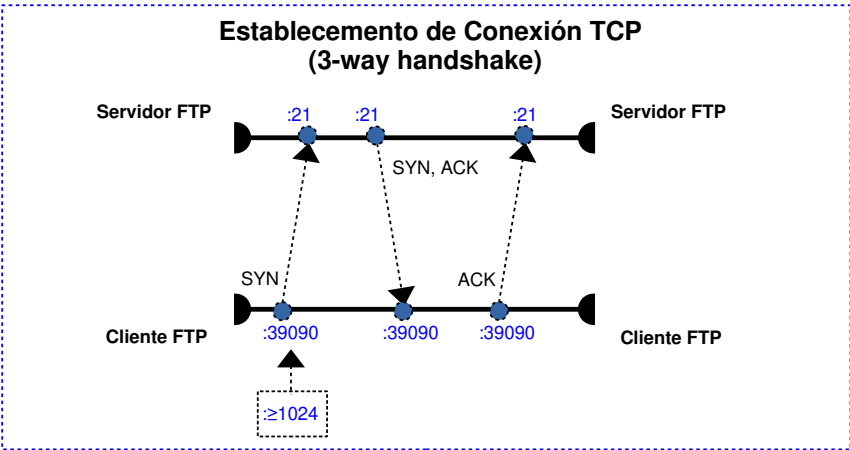 Establecemento de Conexión TCP
(3-way handshake)
Servidor FTP
:21
:21
:21
Servidor FTP
SYN, ACK
SYN
ACK
Cliente FTP
:39090
:39090
:39090
Cliente FTP
:≥1024